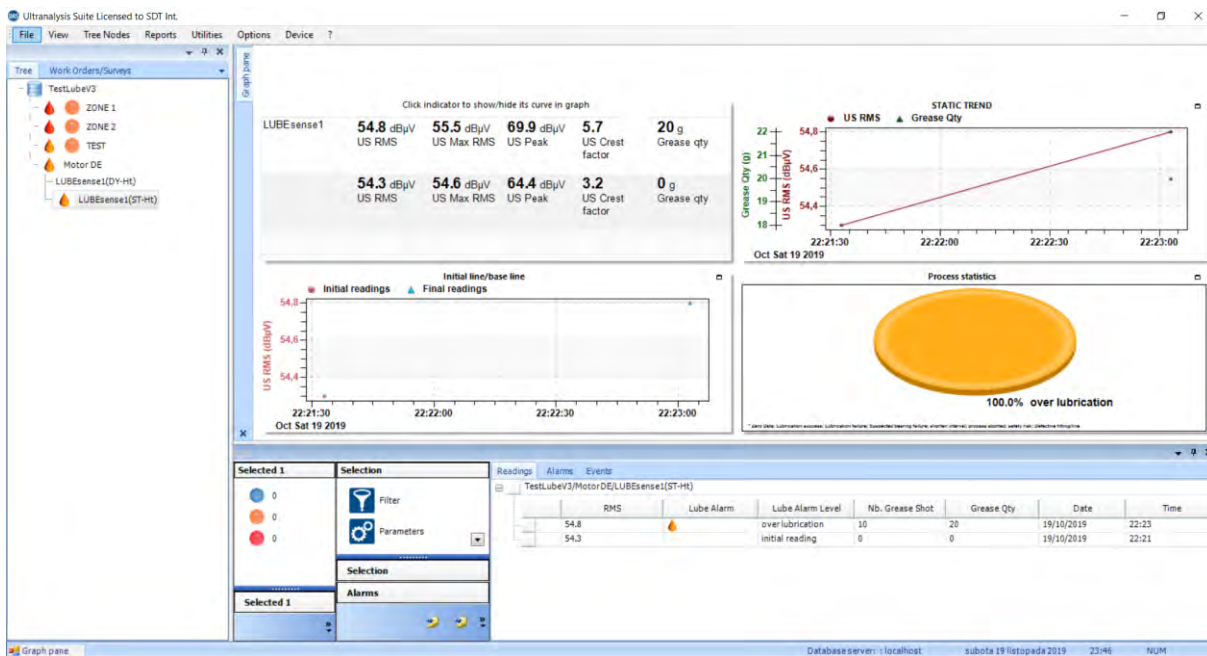 Ultranalysis Suite Licensed to SDT Int.
File View Tree Nodes Reports Utilities Options Device ?
Tree Work Orders/Surveys
TestLubeV3
ZONE 1
ZONE 2
TEST
Motor DE
LUBEsense1(DY-Ht)
LUBEsense1(ST-Ht)
Graph pane
Click indicator to show/hide its curve in graph
LUBEsense1 54.8 dBµV 55.5 dBµV 69.9 dBµV 5.7 20 g
US RMS US Max RMS US Peak US Crest Grease qty
factor
54.3 dBµV 54.6 dBµV 64.4 dBµV 3.2 0 g
US RMS US Max RMS US Peak US Crest Grease qty
factor
STATIC TREND
US RMS Grease Qty
Grease Qty (g)
22
21
20
19
18
US RMS (dBµV)
54,8
54,6
54,4
22:21:30 22:22:00 22:22:30 22:23:00
Oct Sat 19 2019
Initial line/base line
Initial readings Final readings
US RMS (dBµV)
54,8
54,6
54,4
22:21:30 22:22:00 22:22:30 22:23:00
Oct Sat 19 2019
Process statistics
100.0% over lubrication
Selected 1
0
0
0
Selected 1
Selection
Filter
Parameters
Selection
Alarms
Readings Alarms Events
TestLubeV3/MotorDE/LUBEsense1(ST-Ht)
RMS Lube Alarm Lube Alarm Level Nb. Grease Shot Grease Qty Date Time
54.8 over lubrication 10 20 19/10/2019 22:23
54.3 initial reading 0 0 19/10/2019 22:21
Graph pane Database server: : localhost subota 19 listopada 2019 23:46 NUM